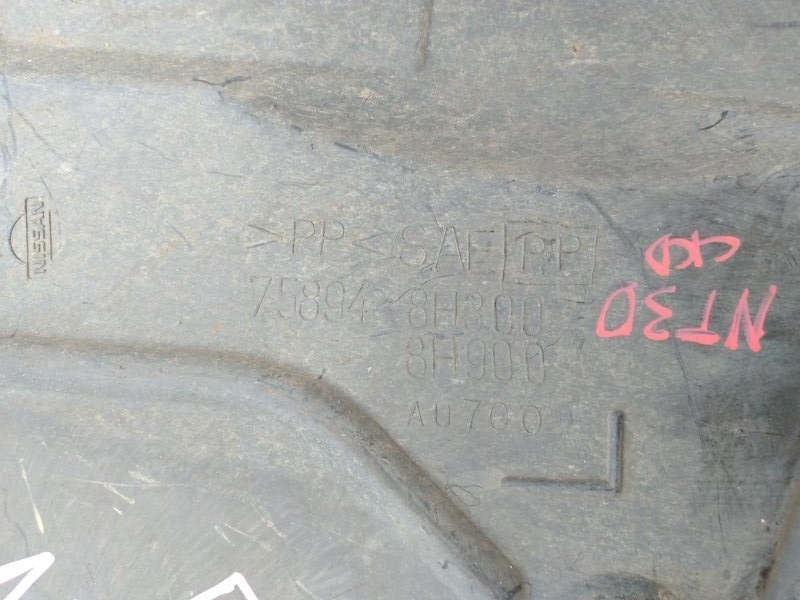 NISSAN
>PP< SAE PP
75894-8H300
8H900
AU700
NT30